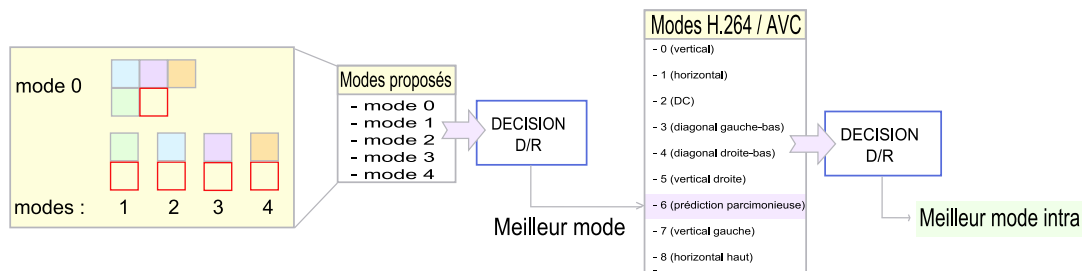 mode 0
modes :
1
2
3
4
Modes proposés
- mode 0
- mode 1
- mode 2
- mode 3
- mode 4
DECISION
D/R
Meilleur mode
Modes H.264 / AVC
- 0 (vertical)
- 1 (horizontal)
- 2 (DC)
- 3 (diagonal gauche-bas)
- 4 (diagonal droite-bas)
- 5 (vertical droite)
- 6 (prédiction parcimonieuse)
- 7 (vertical gauche)
- 8 (horizontal haut)
DECISION
D/R
Meilleur mode intra